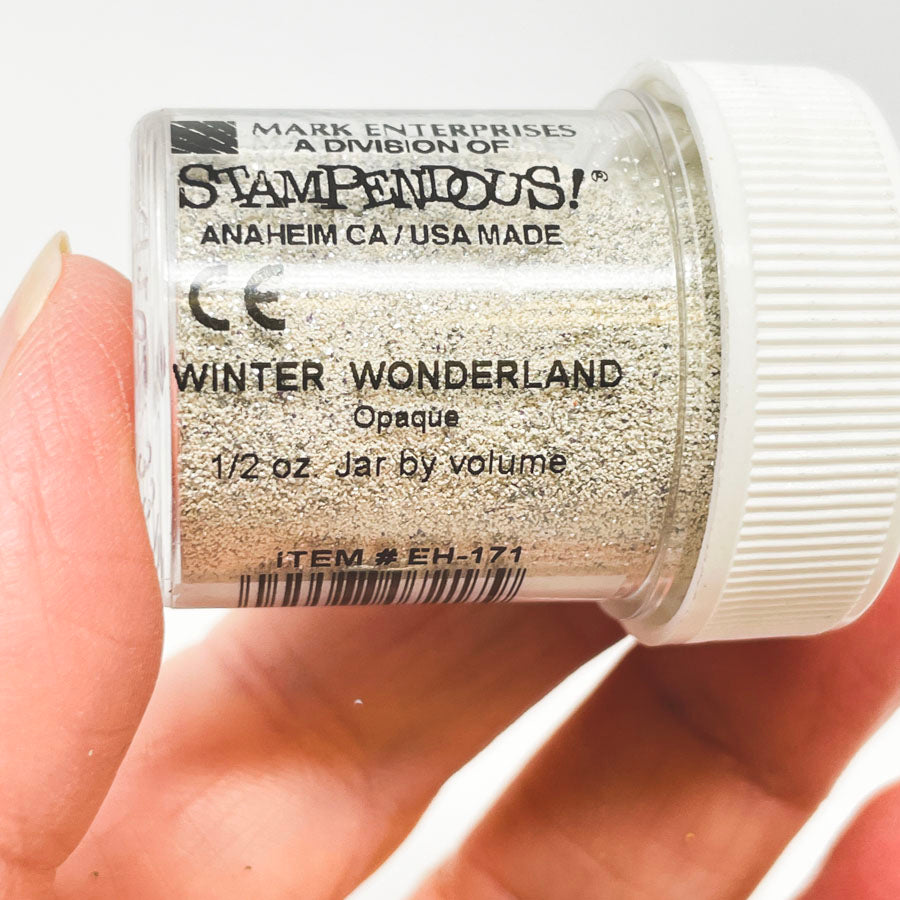 MARK ENTERPRISES
A DIVISION OF
STAMPENDOUS!®
ANAHEIM CA / USA MADE
CE
WINTER WONDERLAND
Opaque
1/2 oz. Jar by volume
iTEM # EH-171